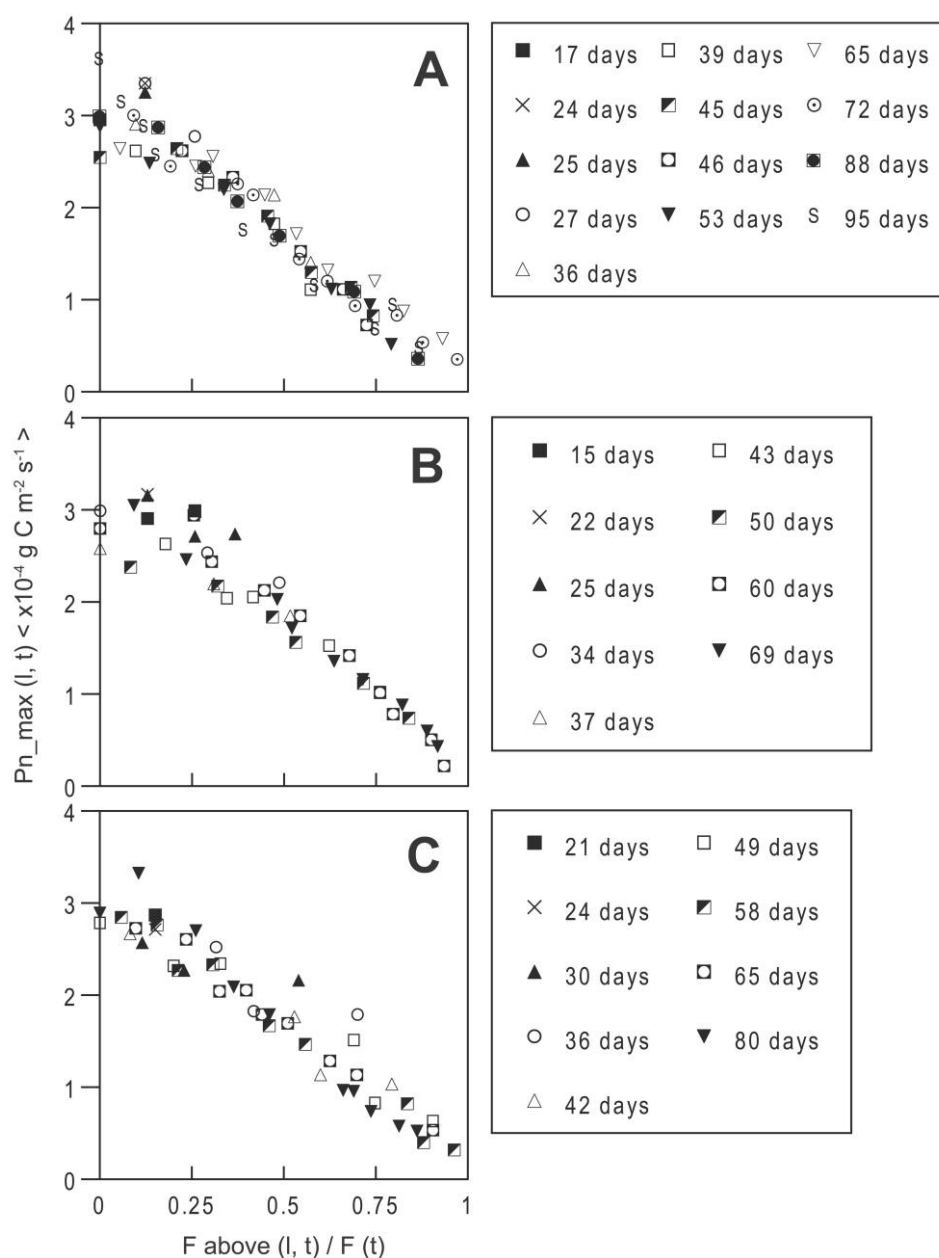 4
3
2
1
0
A
17 days 39 days 65 days
24 days 45 days 72 days
25 days 46 days 88 days
27 days 53 days S 95 days
36 days
S
S
S
S
S
S
S
S
S
S
S
4
3
2
1
0
B
15 days 43 days
22 days 50 days
25 days 60 days
34 days 69 days
37 days
Pn_max (l, t) < x10⁻⁴ g C m⁻² s⁻¹ >
4
3
2
1
0
C
21 days 49 days
24 days 58 days
30 days 65 days
36 days 80 days
42 days
0 0.25 0.5 0.75 1
F above (l, t) / F (t)